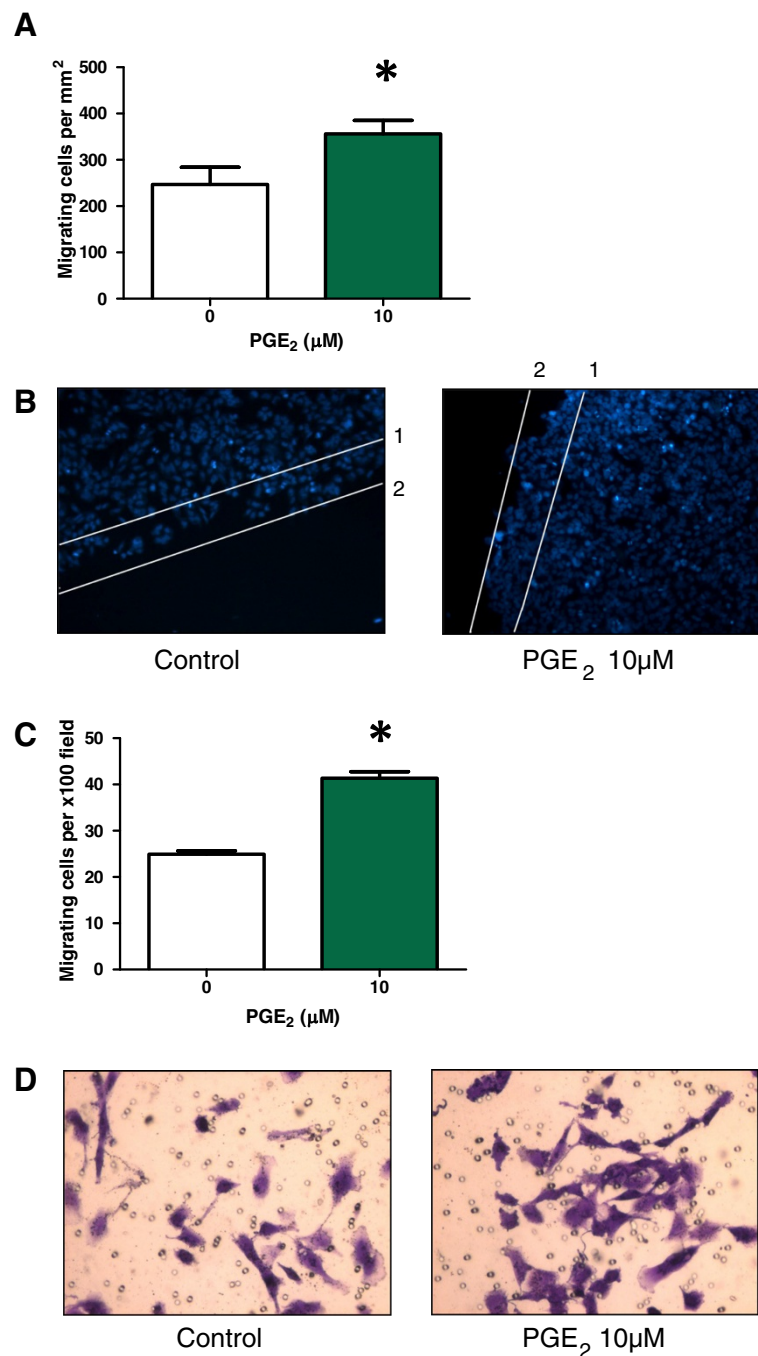 A
Migrating cells per mm²
500
400
300
200
100
0
*
0 10
PGE₂ (µM)
B
1
2
Control
2 1
PGE₂ 10µM
C
Migrating cells per x100 field
50
40
30
20
10
0
*
0 10
PGE₂ (µM)
D
Control
PGE₂ 10µM